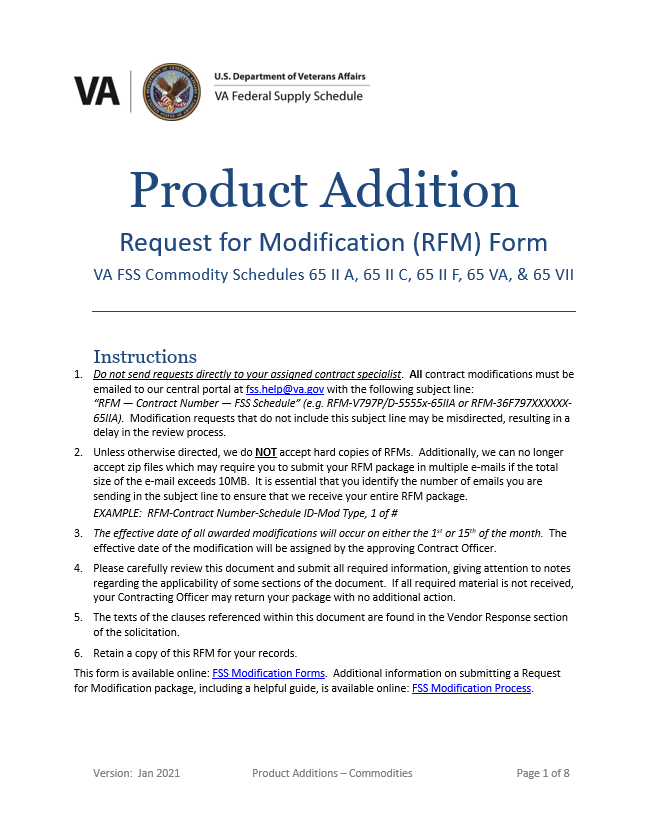 VA
U.S. Department of Veterans Affairs
VA Federal Supply Schedule
Product Addition
Request for Modification (RFM) Form
VA FSS Commodity Schedules 65 II A, 65 II C, 65 II F, 65 VA, & 65 VII
Instructions
1. Do not send requests directly to your assigned contract specialist. All contract modifications must be
emailed to our central portal at fss.help@va.gov with the following subject line:
“RFM — Contract Number — FSS Schedule” (e.g. RFM-V797P/D-5555x-65IIA or RFM-36F797XXXXXX-
65IIA). Modification requests that do not include this subject line may be misdirected, resulting in a
delay in the review process.
2. Unless otherwise directed, we do NOT accept hard copies of RFMs. Additionally, we can no longer
accept zip files which may require you to submit your RFM package in multiple e-mails if the total
size of the e-mail exceeds 10MB. It is essential that you identify the number of emails you are
sending in the subject line to ensure that we receive your entire RFM package.
EXAMPLE: RFM-Contract Number-Schedule ID-Mod Type, 1 of #
3. The effective date of all awarded modifications will occur on either the 1st or 15th of the month. The
effective date of the modification will be assigned by the approving Contract Officer.
4. Please carefully review this document and submit all required information, giving attention to notes
regarding the applicability of some sections of the document. If all required material is not received,
your Contracting Officer may return your package with no additional action.
5. The texts of the clauses referenced within this document are found in the Vendor Response section
of the solicitation.
6. Retain a copy of this RFM for your records.
This form is available online: FSS Modification Forms. Additional information on submitting a Request
for Modification package, including a helpful guide, is available online: FSS Modification Process.
Version: Jan 2021 Product Additions – Commodities Page 1 of 8